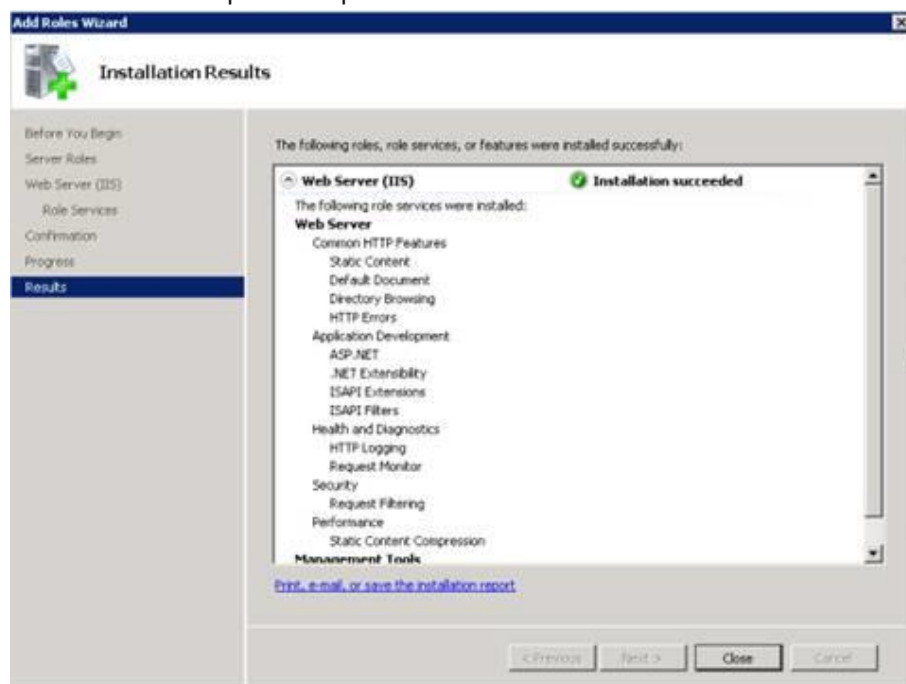 Add Roles Wizard
Installation Results
Before You Begin
Server Roles
Web Server (IIS)
Role Services
Confirmation
Progress
Results
The following roles, role services, or features were installed successfully:
Web Server (IIS) Installation succeeded
The following role services were installed:
Web Server
Common HTTP Features
Static Content
Default Document
Directory Browsing
HTTP Errors
Application Development
ASP.NET
.NET Extensibility
ISAPI Extensions
ISAPI Filters
Health and Diagnostics
HTTP Logging
Request Monitor
Security
Request Filtering
Performance
Static Content Compression
Management Tools
Print, e-mail, or save the installation report
< Previous Next > Close Cancel